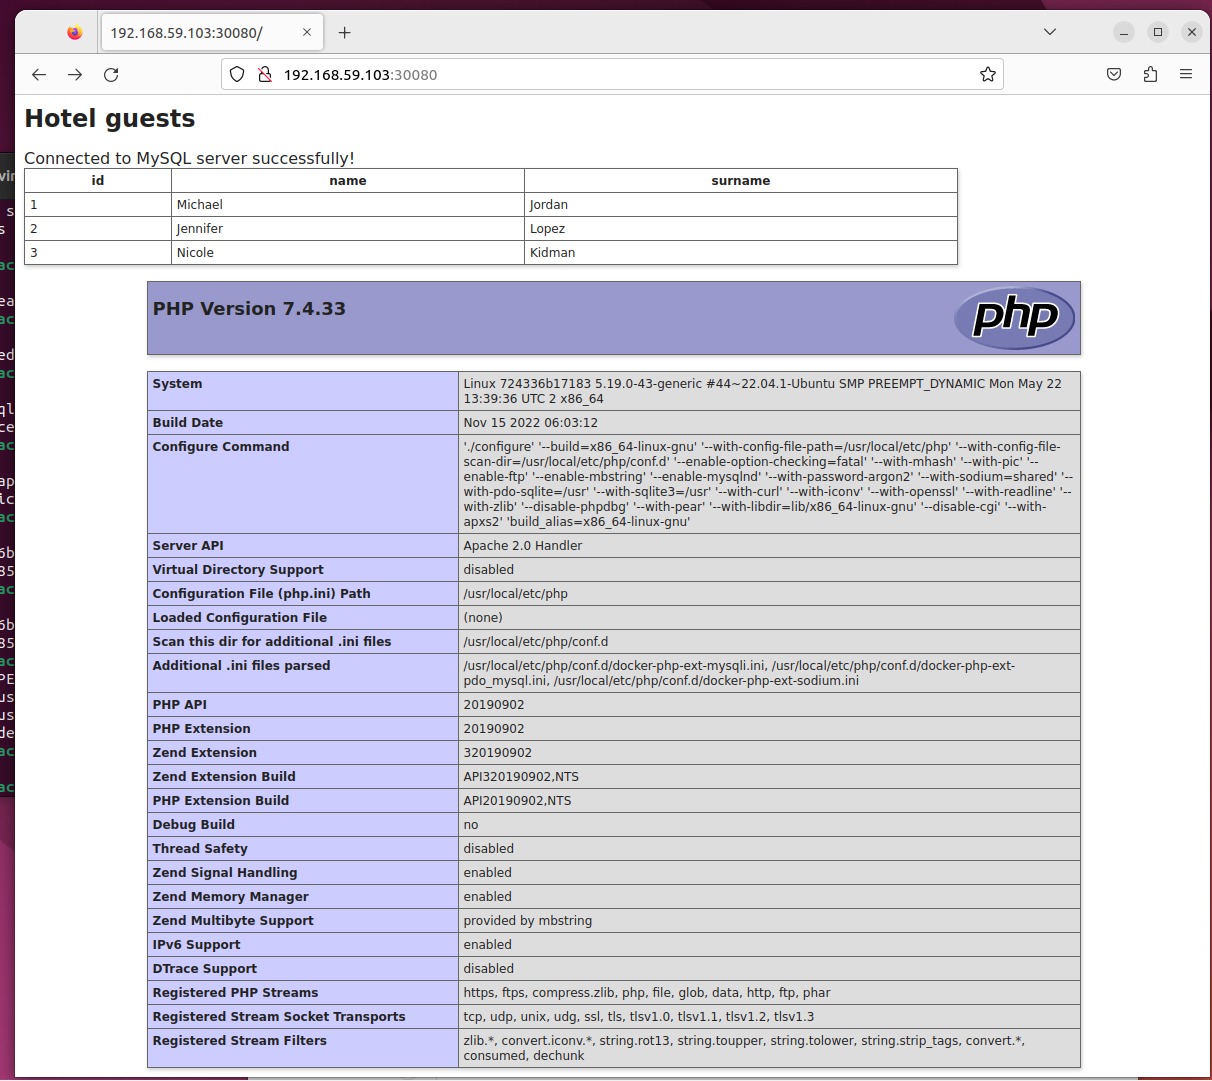 192.168.59.103:30080/
192.168.59.103:30080
Hotel guests
Connected to MySQL server successfully!
id name surname
1 Michael Jordan
2 Jennifer Lopez
3 Nicole Kidman
PHP Version 7.4.33
php
System Linux 724336b17183 5.19.0-43-generic #44~22.04.1-Ubuntu SMP PREEMPT_DYNAMIC Mon May 22
13:39:36 UTC 2 x86_64
Build Date Nov 15 2022 06:03:12
Configure Command './configure' '--build=x86_64-linux-gnu' '--with-config-file-path=/usr/local/etc/php' '--with-config-file-
scan-dir=/usr/local/etc/php/conf.d' '--enable-option-checking=fatal' '--with-mhash' '--with-pic' '--
enable-ftp' '--enable-mbstring' '--enable-mysqlnd' '--with-password-argon2' '--with-sodium=shared' '--
with-pdo-sqlite=/usr' '--with-sqlite3=/usr' '--with-curl' '--with-iconv' '--with-openssl' '--with-readline' '--
with-zlib' '--disable-phpdbg' '--with-pear' '--with-libdir=lib/x86_64-linux-gnu' '--disable-cgi' '--with-
apxs2' 'build_alias=x86_64-linux-gnu'
Server API Apache 2.0 Handler
Virtual Directory Support disabled
Configuration File (php.ini) Path /usr/local/etc/php
Loaded Configuration File (none)
Scan this dir for additional .ini files /usr/local/etc/php/conf.d
Additional .ini files parsed /usr/local/etc/php/conf.d/docker-php-ext-mysqli.ini, /usr/local/etc/php/conf.d/docker-php-ext-
pdo_mysql.ini, /usr/local/etc/php/conf.d/docker-php-ext-sodium.ini
PHP API 20190902
PHP Extension 20190902
Zend Extension 320190902
Zend Extension Build API320190902,NTS
PHP Extension Build API20190902,NTS
Debug Build no
Thread Safety disabled
Zend Signal Handling enabled
Zend Memory Manager enabled
Zend Multibyte Support provided by mbstring
IPv6 Support enabled
DTrace Support disabled
Registered PHP Streams https, ftps, compress.zlib, php, file, glob, data, http, ftp, phar
Registered Stream Socket Transports tcp, udp, unix, udg, ssl, tls, tlsv1.0, tlsv1.1, tlsv1.2, tlsv1.3
Registered Stream Filters zlib.*, convert.iconv.*, string.rot13, string.toupper, string.tolower, string.strip_tags, convert.*,
consumed, dechunk